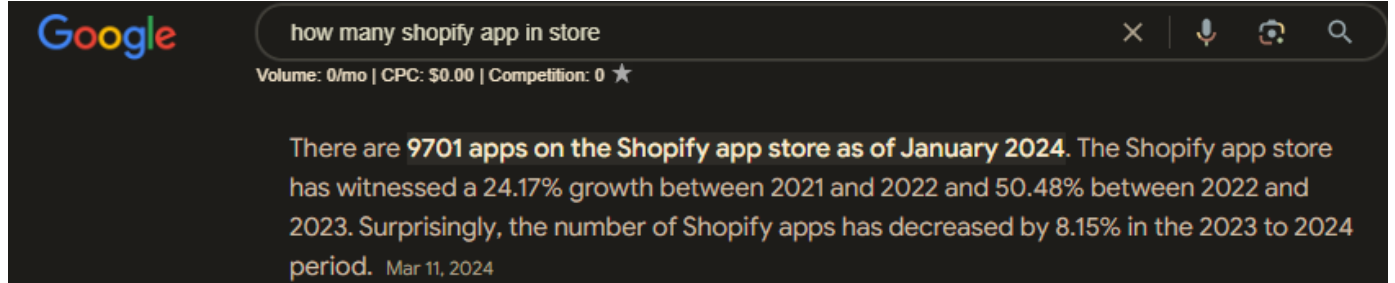 Google
how many shopify app in store
Volume: 0/mo | CPC: $0.00 | Competition: 0 ★
There are 9701 apps on the Shopify app store as of January 2024. The Shopify app store
has witnessed a 24.17% growth between 2021 and 2022 and 50.48% between 2022 and
2023. Surprisingly, the number of Shopify apps has decreased by 8.15% in the 2023 to 2024
period. Mar 11, 2024